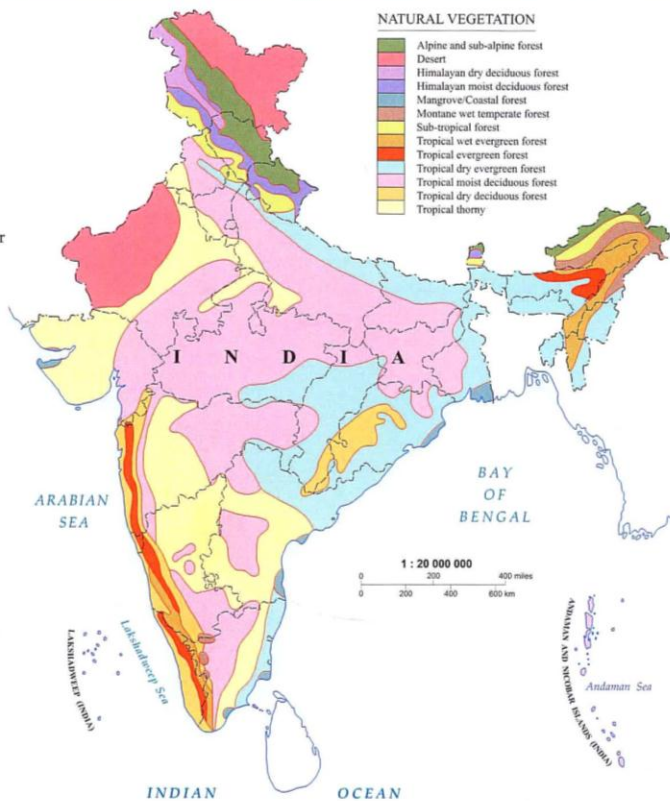 NATURAL VEGETATION
Alpine and sub-alpine forest
Desert
Himalayan dry deciduous forest
Himalayan moist deciduous forest
Mangrove/Coastal forest
Montane wet temperate forest
Sub-tropical forest
Tropical wet evergreen forest
Tropical evergreen forest
Tropical dry evergreen forest
Tropical moist deciduous forest
Tropical dry deciduous forest
Tropical thorny
r
I N D I A
ARABIAN
SEA
BAY
OF
BENGAL
1 : 20 000 000
0 200 400 miles
0 200 400 600 km
LAKSHADWEEP (INDIA)
Lakshadweep Sea
ANDAMAN AND NICOBAR ISLANDS (INDIA)
Andaman Sea
INDIAN OCEAN